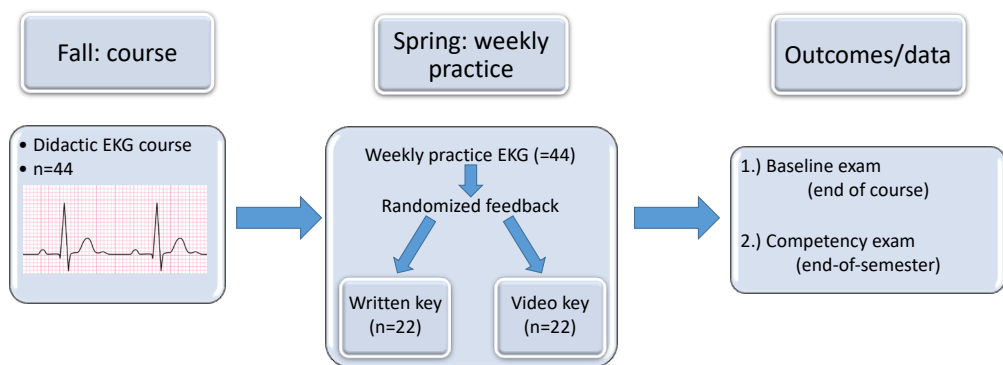 Fall: course
Spring: weekly
practice
Outcomes/data
• Didactic EKG course
• n=44
Weekly practice EKG (=44)
Randomized feedback
Written key
(n=22)
Video key
(n=22)
1.) Baseline exam
(end of course)
2.) Competency exam
(end-of-semester)